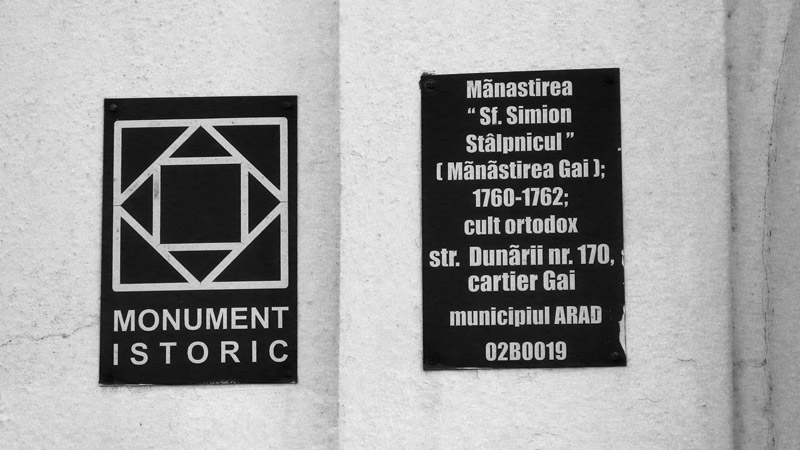 MONUMENT
ISTORIC
Mãnastirea
“ Sf. Simion
Stâlpnicul ”
( Mãnãstirea Gai );
1760-1762;
cult ortodox
str. Dunãrii nr. 170,
cartier Gai
municipiul ARAD
02B0019